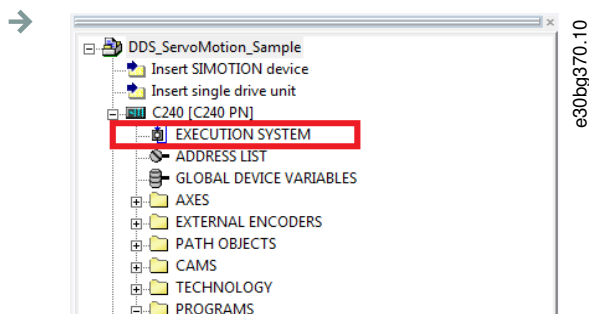 DDS_ServoMotion_Sample
Insert SIMOTION device
Insert single drive unit
C240 [C240 PN]
EXECUTION SYSTEM
ADDRESS LIST
GLOBAL DEVICE VARIABLES
AXES
EXTERNAL ENCODERS
PATH OBJECTS
CAMS
TECHNOLOGY
PROGRAMS
e30bg370.10